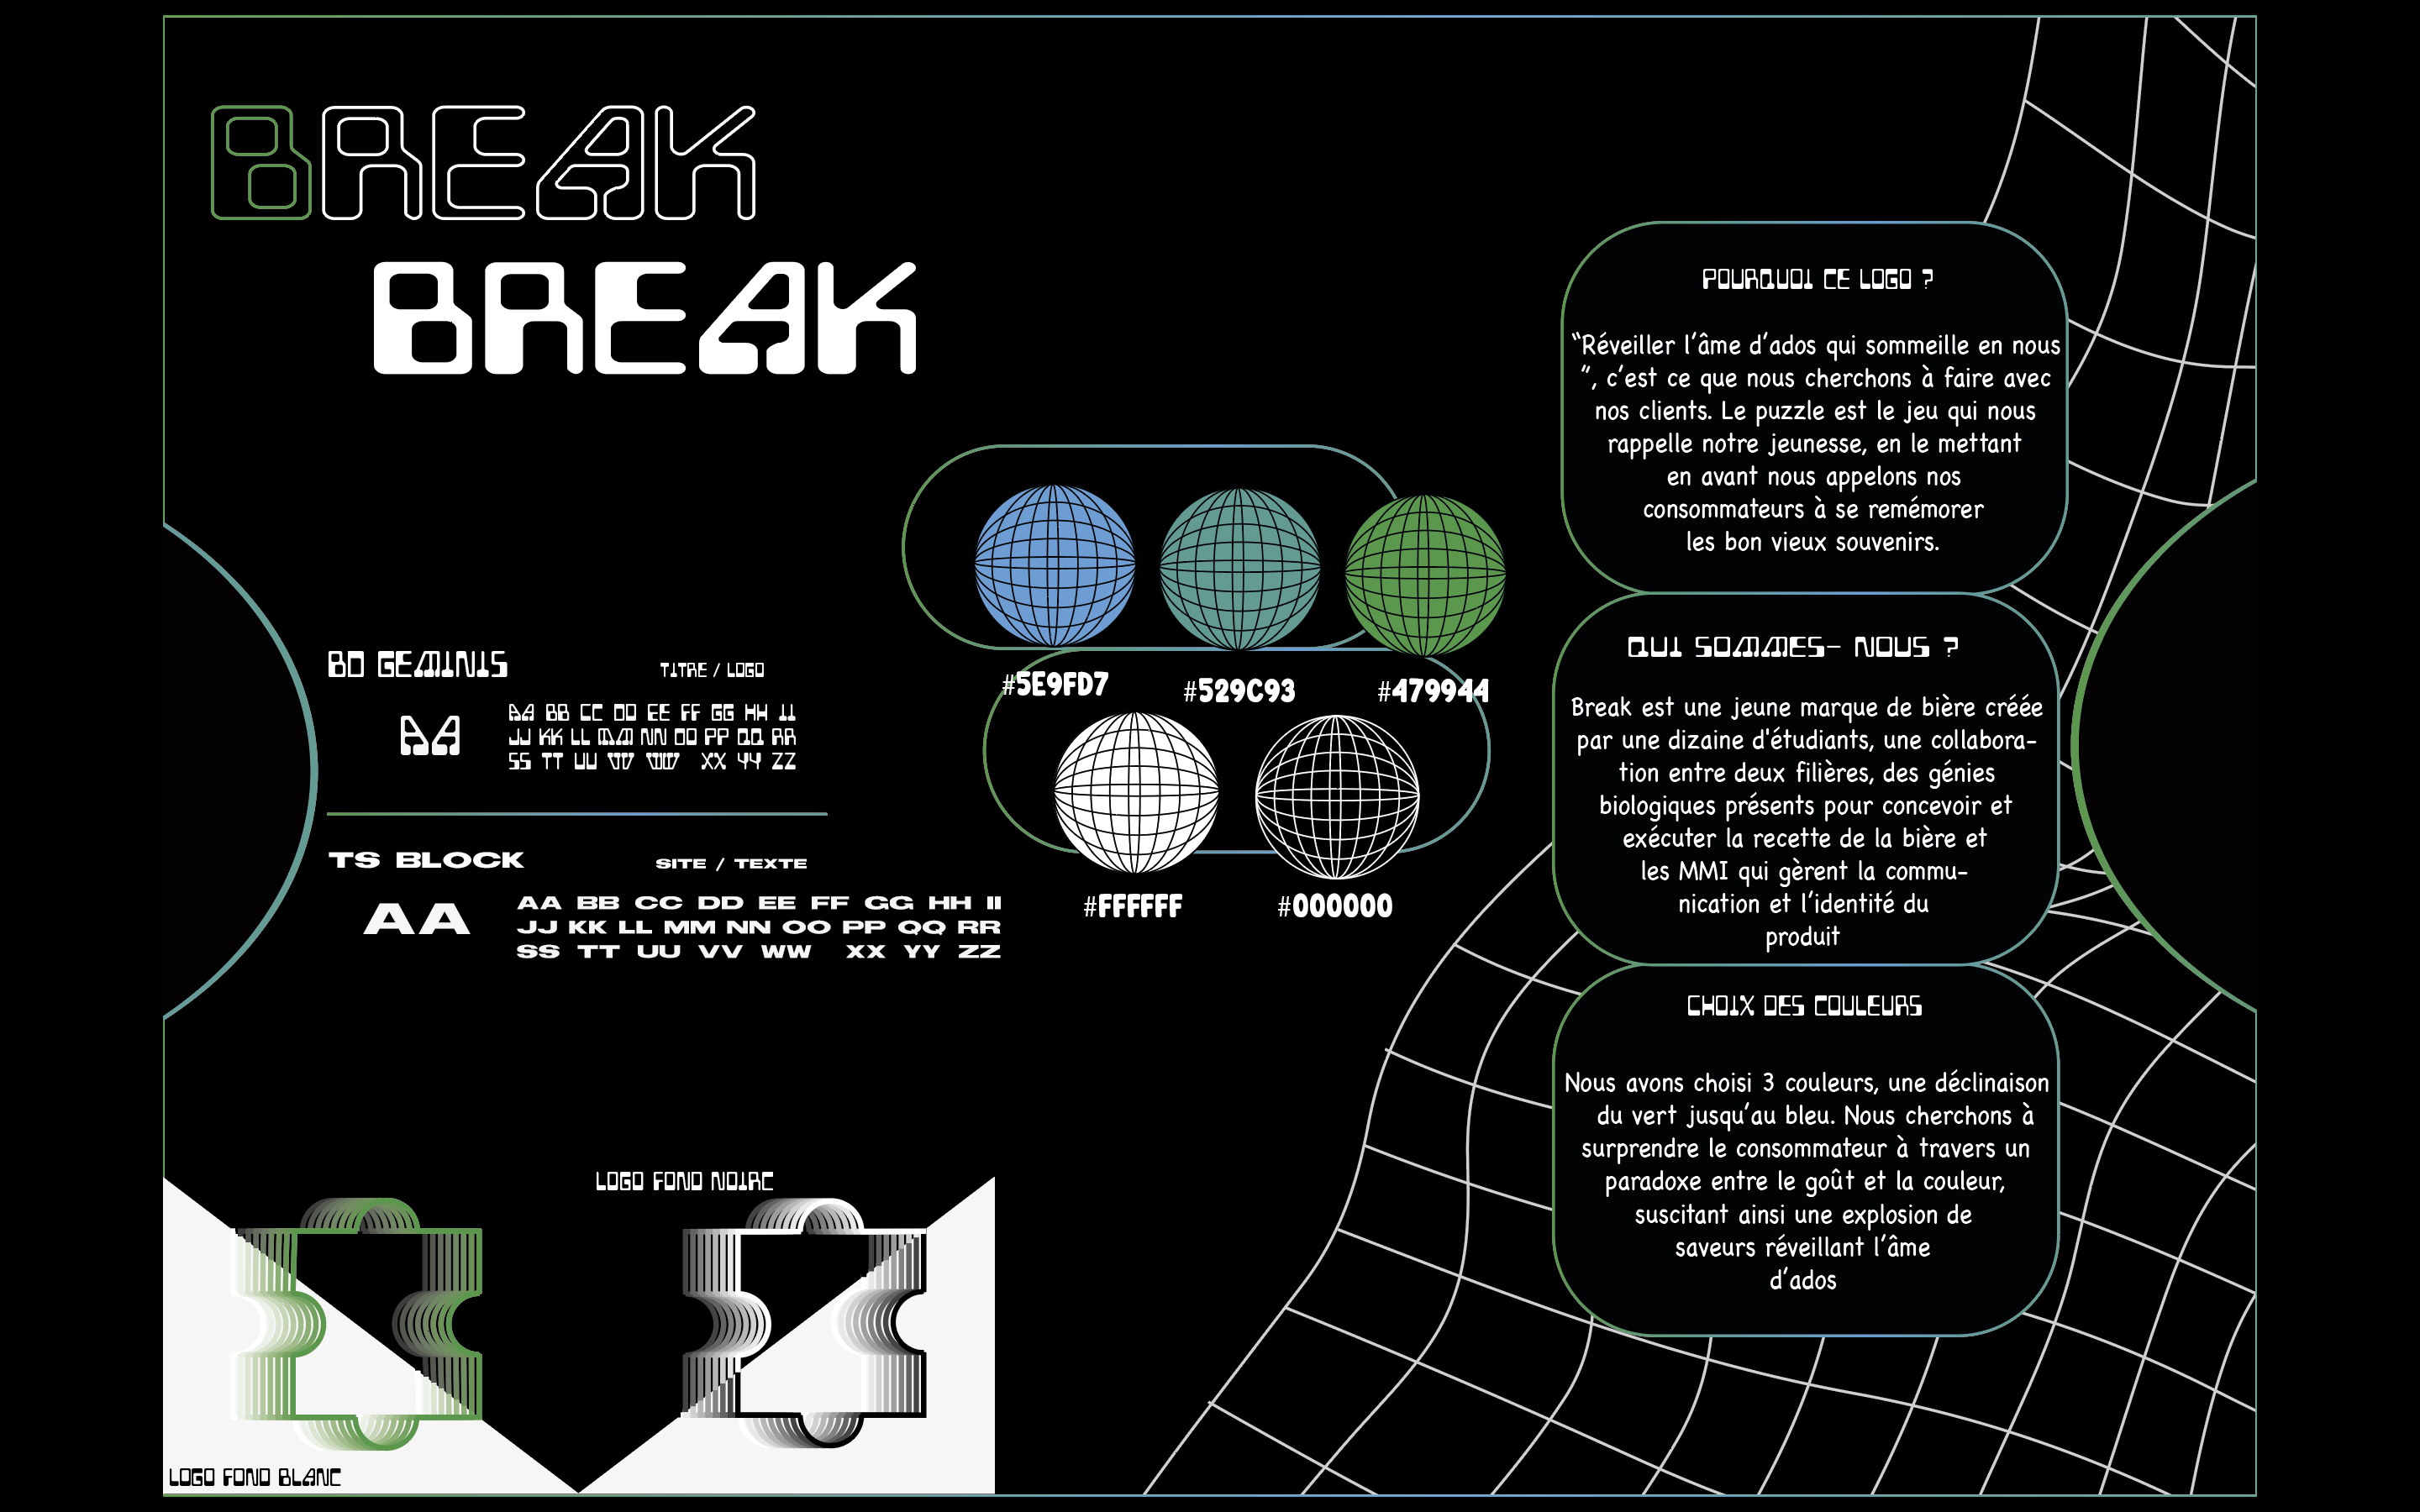 BREAK
BREAK
BD GEMINIS
TITRE / LOGO
AA
AA BB CC DD EE FF GG HH II
JJ KK LL MM NN OO PP QQ RR
SS TT UU VV WW XX YY ZZ
TS BLOCK
SITE / TEXTE
AA
AA BB CC DD EE FF GG HH II
JJ KK LL MM NN OO PP QQ RR
SS TT UU VV WW XX YY ZZ
#5E9FD7
#529C93
#479944
#FFFFFF
#000000
POURQUOI CE LOGO ?
“Réveiller l’âme d’ados qui sommeille en nous
”, c’est ce que nous cherchons à faire avec
nos clients. Le puzzle est le jeu qui nous
rappelle notre jeunesse, en le mettant
en avant nous appelons nos
consommateurs à se remémorer
les bon vieux souvenirs.
QUI SOMMES- NOUS ?
Break est une jeune marque de bière créée
par une dizaine d'étudiants, une collabora-
tion entre deux filières, des génies
biologiques présents pour concevoir et
exécuter la recette de la bière et
les MMI qui gèrent la commu-
nication et l’identité du
produit
CHOIX DES COULEURS
Nous avons choisi 3 couleurs, une déclinaison
du vert jusqu’au bleu. Nous cherchons à
surprendre le consommateur à travers un
paradoxe entre le goût et la couleur,
suscitant ainsi une explosion de
saveurs réveillant l’âme
d’ados
LOGO FOND NOIRC
LOGO FOND BLANC